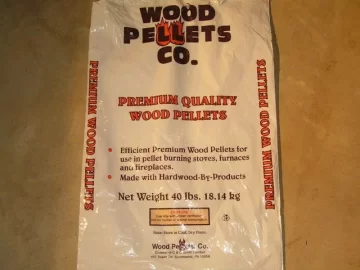 WOOD
PELLETS
CO.
PREMIUM QUALITY
WOOD PELLETS
PREMIUM WOOD PELLETS
PREMIUM WOOD PELLETS
• Efficient Premium Wood Pellets for
use in pellet burning stoves, furnaces
and fireplaces.
• Made with Hardwood-By-Products
Net Weight 40 lbs. 18.14 kg
Store in Cool Dry Place.
Wood Pellets Co.